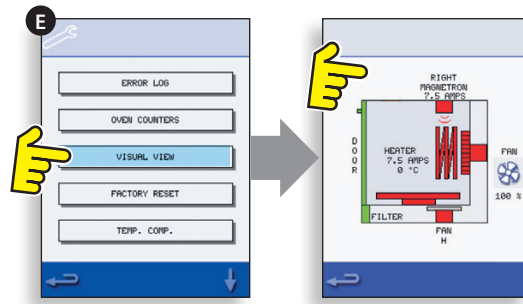 E
ERROR LOG
OVEN COUNTERS
VISUAL VIEW
FACTORY RESET
TEMP. COMP.
RIGHT
MAGNETRON
7.5 AMPS
DOOR
HEATER
7.5 AMPS
0 °C
FAN
100 %
FILTER
FAN
H